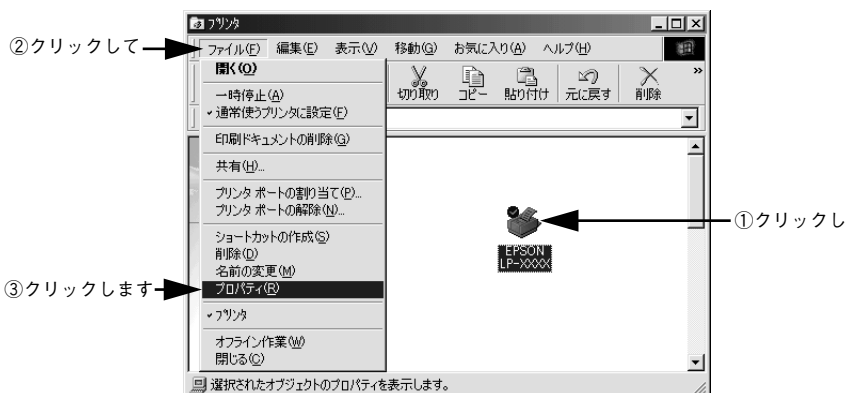 プリンタ
ファイル(F) 編集(E) 表示(V) 移動(G) お気に入り(A) ヘルプ(H)
②クリックして
切り取り コピー 貼り付け 元に戻す 削除 »
開く(O)
一時停止(A)
通常使うプリンタに設定(F)
印刷ドキュメントの削除(G)
共有(H)...
プリンタ ポートの割り当て(P)...
プリンタ ポートの解除(N)...
ショートカットの作成(S)
削除(D)
名前の変更(M)
プロパティ(R)
プリンタ
オフライン作業(W)
閉じる(C)
EPSON
LP-XXXX
①クリックし
③クリックします
選択されたオブジェクトのプロパティを表示します。